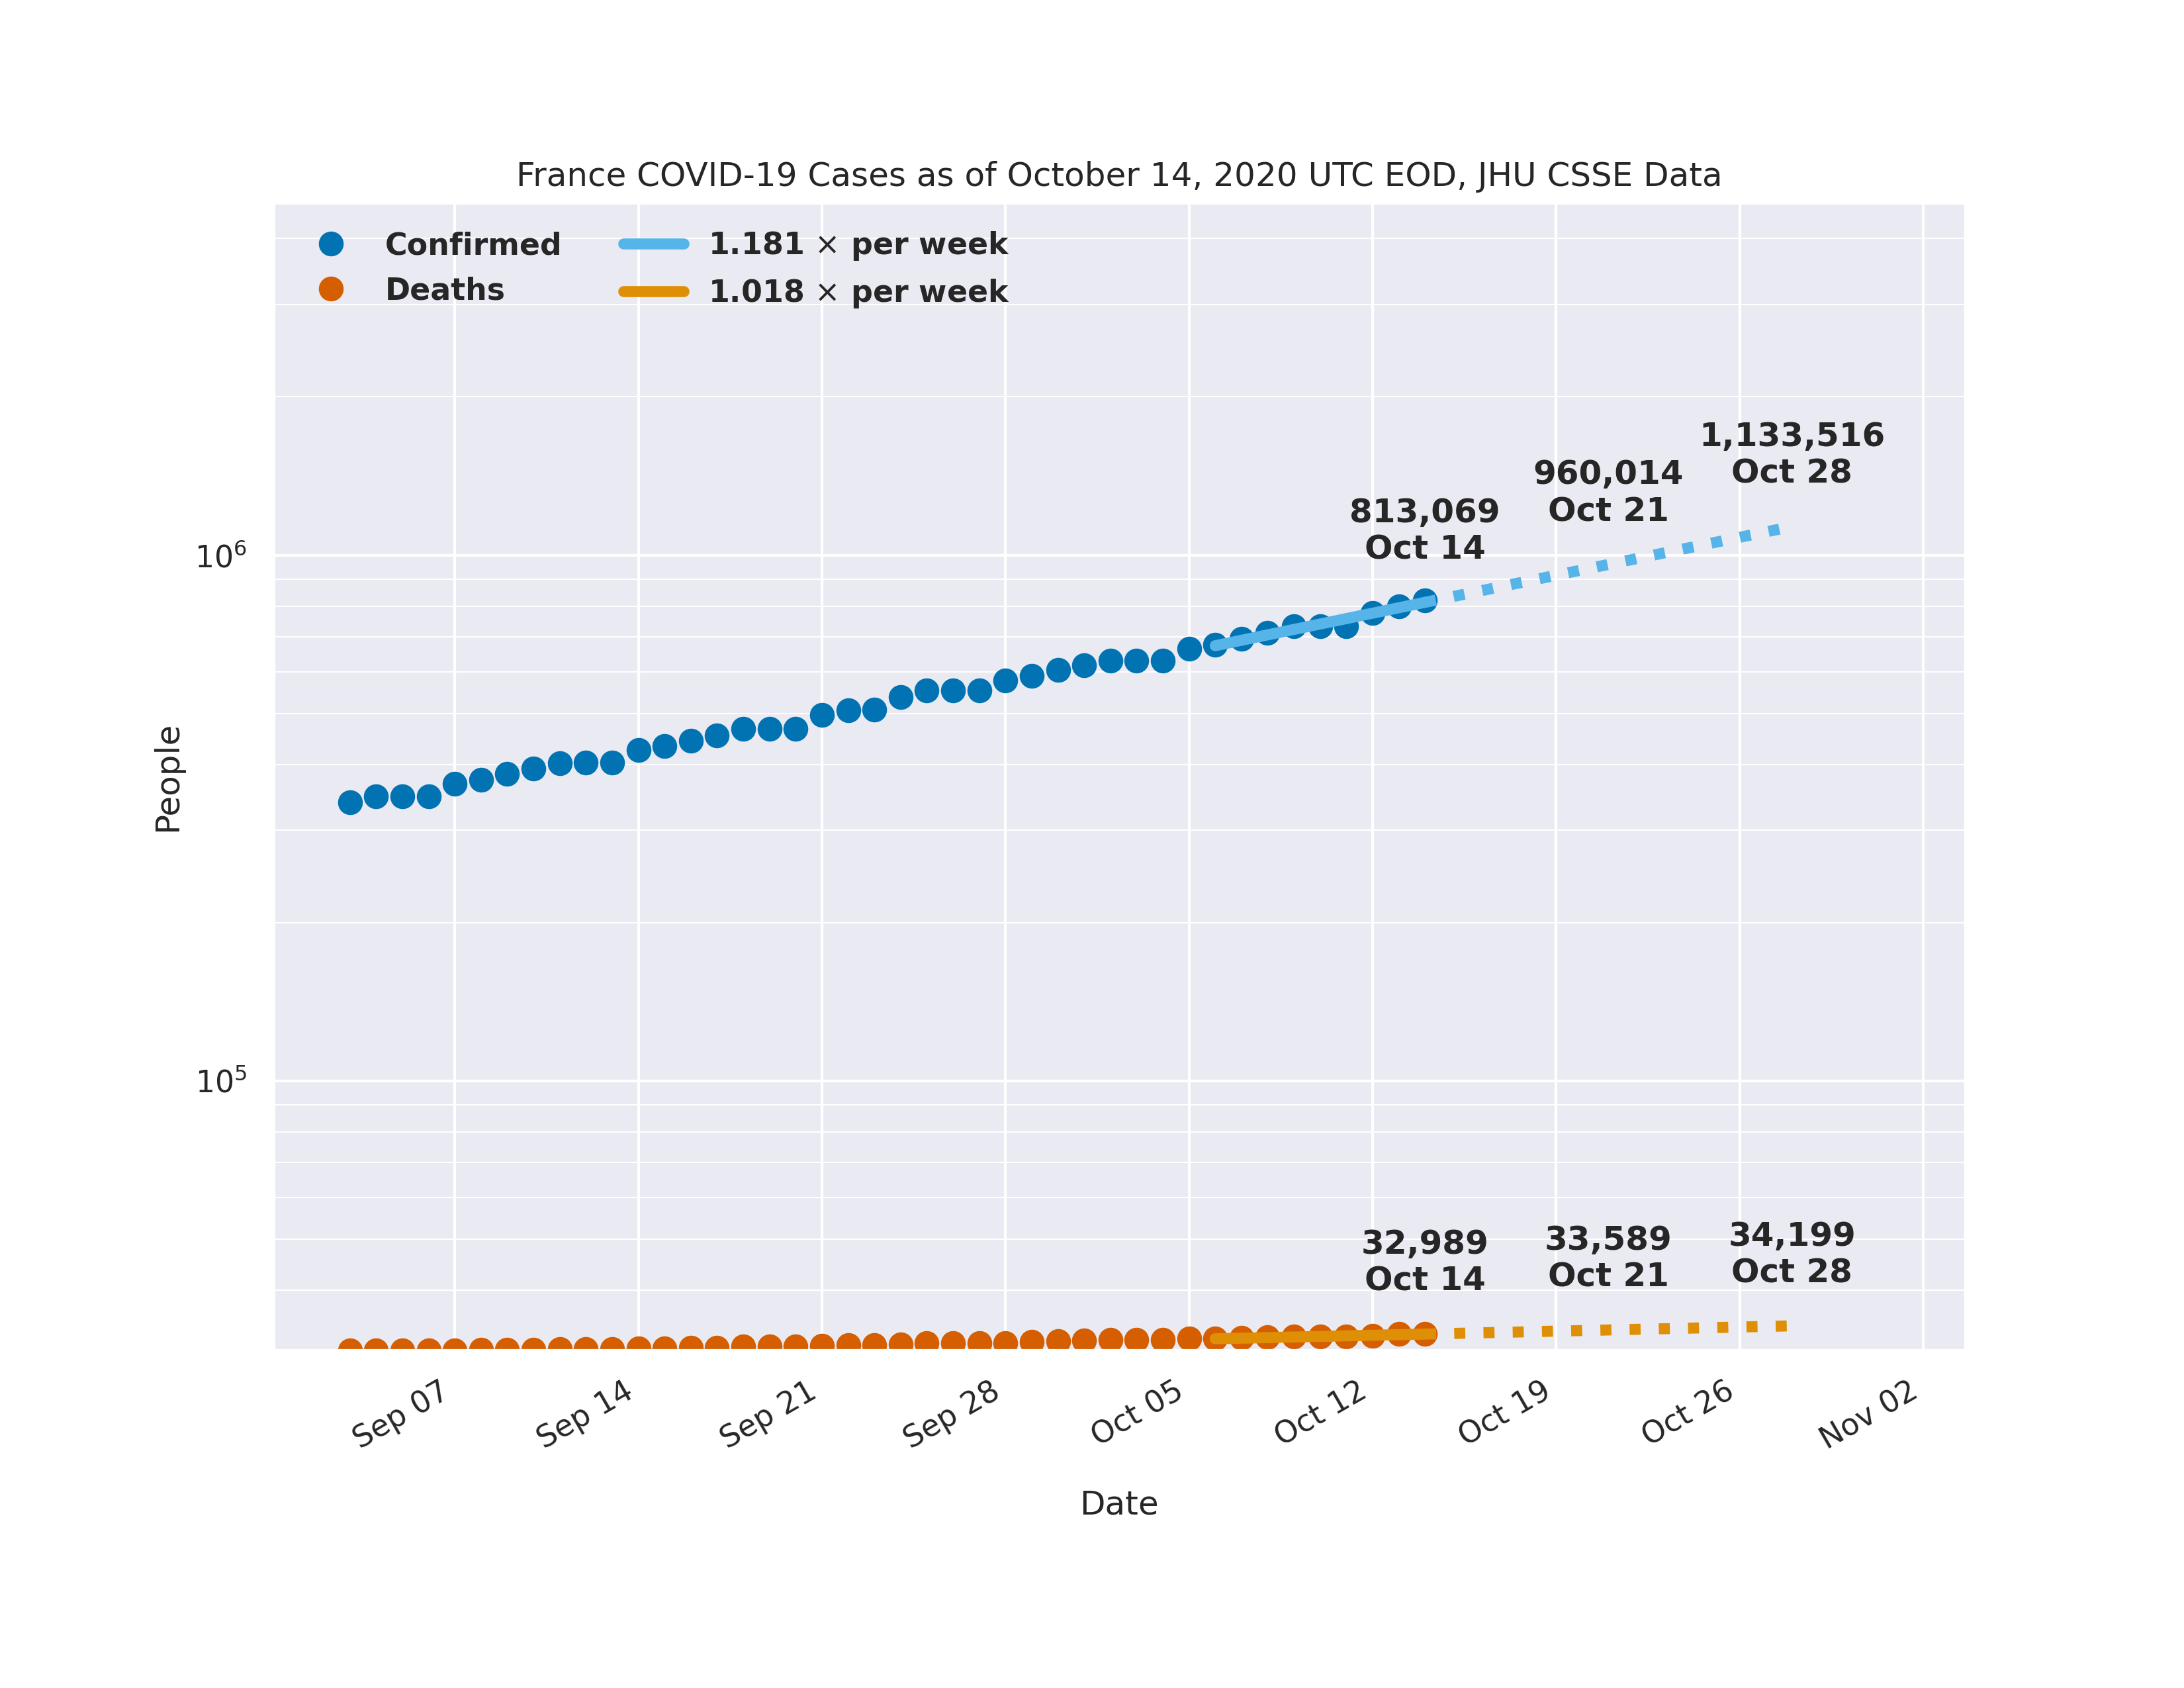 France COVID-19 Cases as of October 14, 2020 UTC EOD, JHU CSSE Data
Confirmed
Deaths
1.181 × per week
1.018 × per week
1,133,516
Oct 28
960,014
Oct 21
813,069
Oct 14
10⁶
10⁵
People
32,989
Oct 14
33,589
Oct 21
34,199
Oct 28
Sep 07
Sep 14
Sep 21
Sep 28
Oct 05
Oct 12
Oct 19
Oct 26
Nov 02
Date